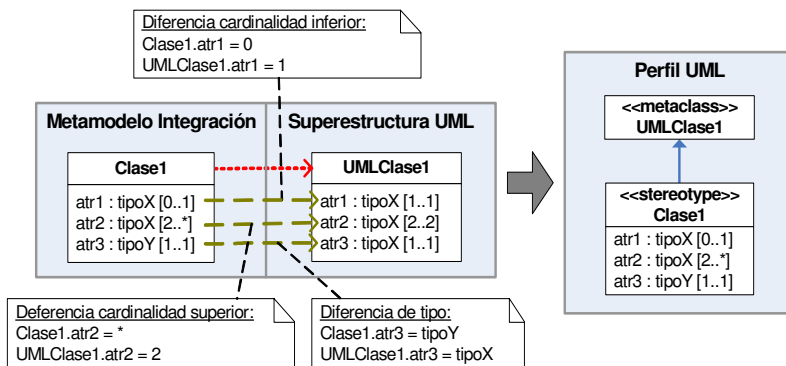 Diferencia cardinalidad inferior:
Clase1.atr1 = 0
UMLClase1.atr1 = 1
Metamodelo Integración
Superestructura UML
Clase1
atr1 : tipoX [0..1]
atr2 : tipoX [2..*]
atr3 : tipoY [1..1]
UMLClase1
atr1 : tipoX [1..1]
atr2 : tipoX [2..2]
atr3 : tipoX [1..1]
Perfil UML
<<metaclass>>
UMLClase1
<<stereotype>>
Clase1
atr1 : tipoX [0..1]
atr2 : tipoX [2..*]
atr3 : tipoY [1..1]
Deferencia cardinalidad superior:
Clase1.atr2 = *
UMLClase1.atr2 = 2
Diferencia de tipo:
Clase1.atr3 = tipoY
UMLClase1.atr3 = tipoX